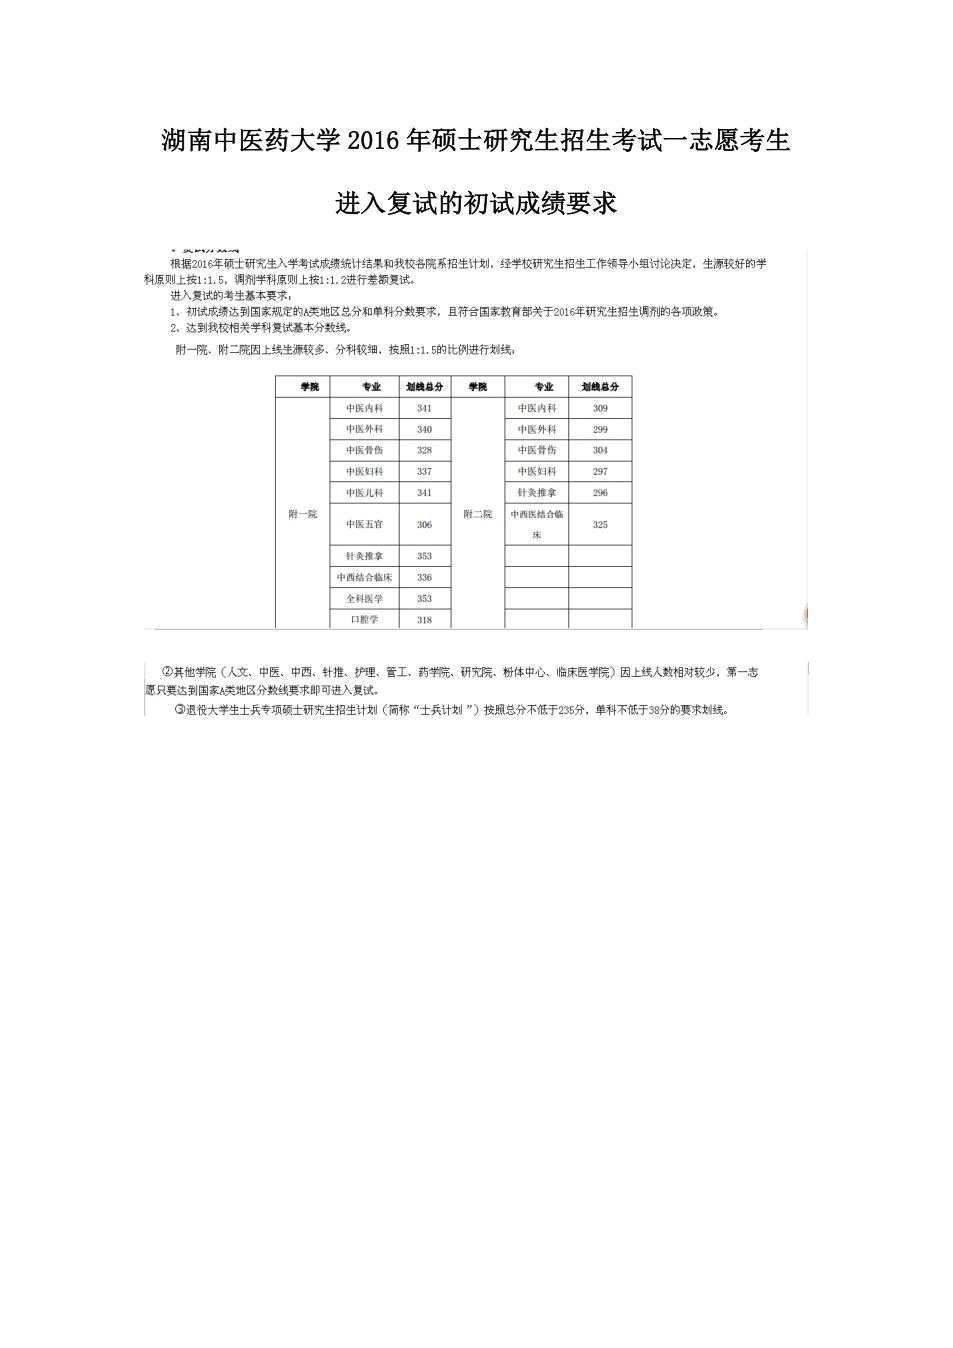 湖南中医药大学 2016 年硕士研究生招生考试一志愿考生
进入复试的初试成绩要求
根据2016年硕士研究生入学考试成绩统计结果和我校各院系招生计划，经学校研究生招生工作领导小组讨论决定，生源较好的学
科原则上按1:1.5，调剂学科原则上按1:1.2进行差额复试。
进入复试的考生基本要求：
1、初试成绩达到国家规定的A类地区总分和单科分数要求，且符合国家教育部关于2016年研究生招生调剂的各项政策。
2、达到我校相关学科复试基本分数线。
附一院、附二院因上线生源较多、分科较细，按照1:1.5的比例进行划线：
学院 专业 划线总分 学院 专业 划线总分
中医内科 341 中医内科 309
中医外科 340 中医外科 299
中医骨伤 328 中医骨伤 304
中医妇科 337 中医妇科 297
中医儿科 341 针灸推拿 296
附一院 中医五官 306 附二院 中西医结合临床 325
针灸推拿 353
中西结合临床 336
全科医学 353
口腔学 318
②其他学院（人文、中医、中西、针推、护理、管工、药学院、研究院、粉体中心、临床医学院）因上线人数相对较少，第一志
愿只要达到国家A类地区分数线要求即可进入复试。
③退役大学生士兵专项硕士研究生招生计划（简称“士兵计划 ”）按照总分不低于235分，单科不低于38分的要求划线。